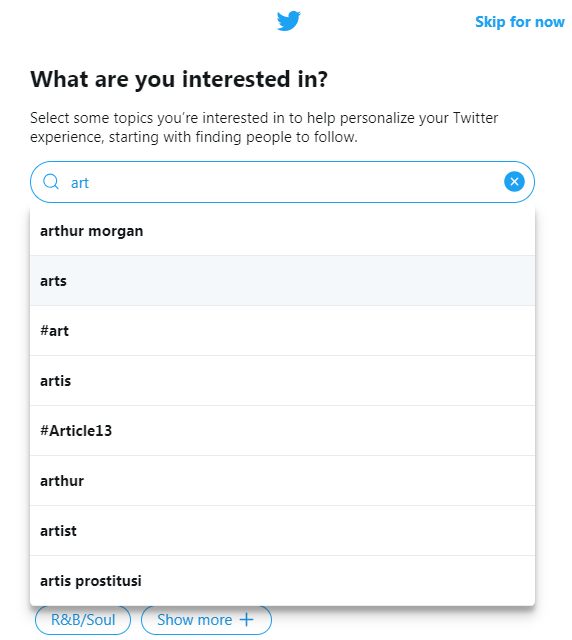 Skip for now
What are you interested in?
Select some topics you're interested in to help personalize your Twitter
experience, starting with finding people to follow.
art
arthur morgan
arts
#art
artis
#Article13
arthur
artist
artis prostitusi
R&B/Soul
Show more